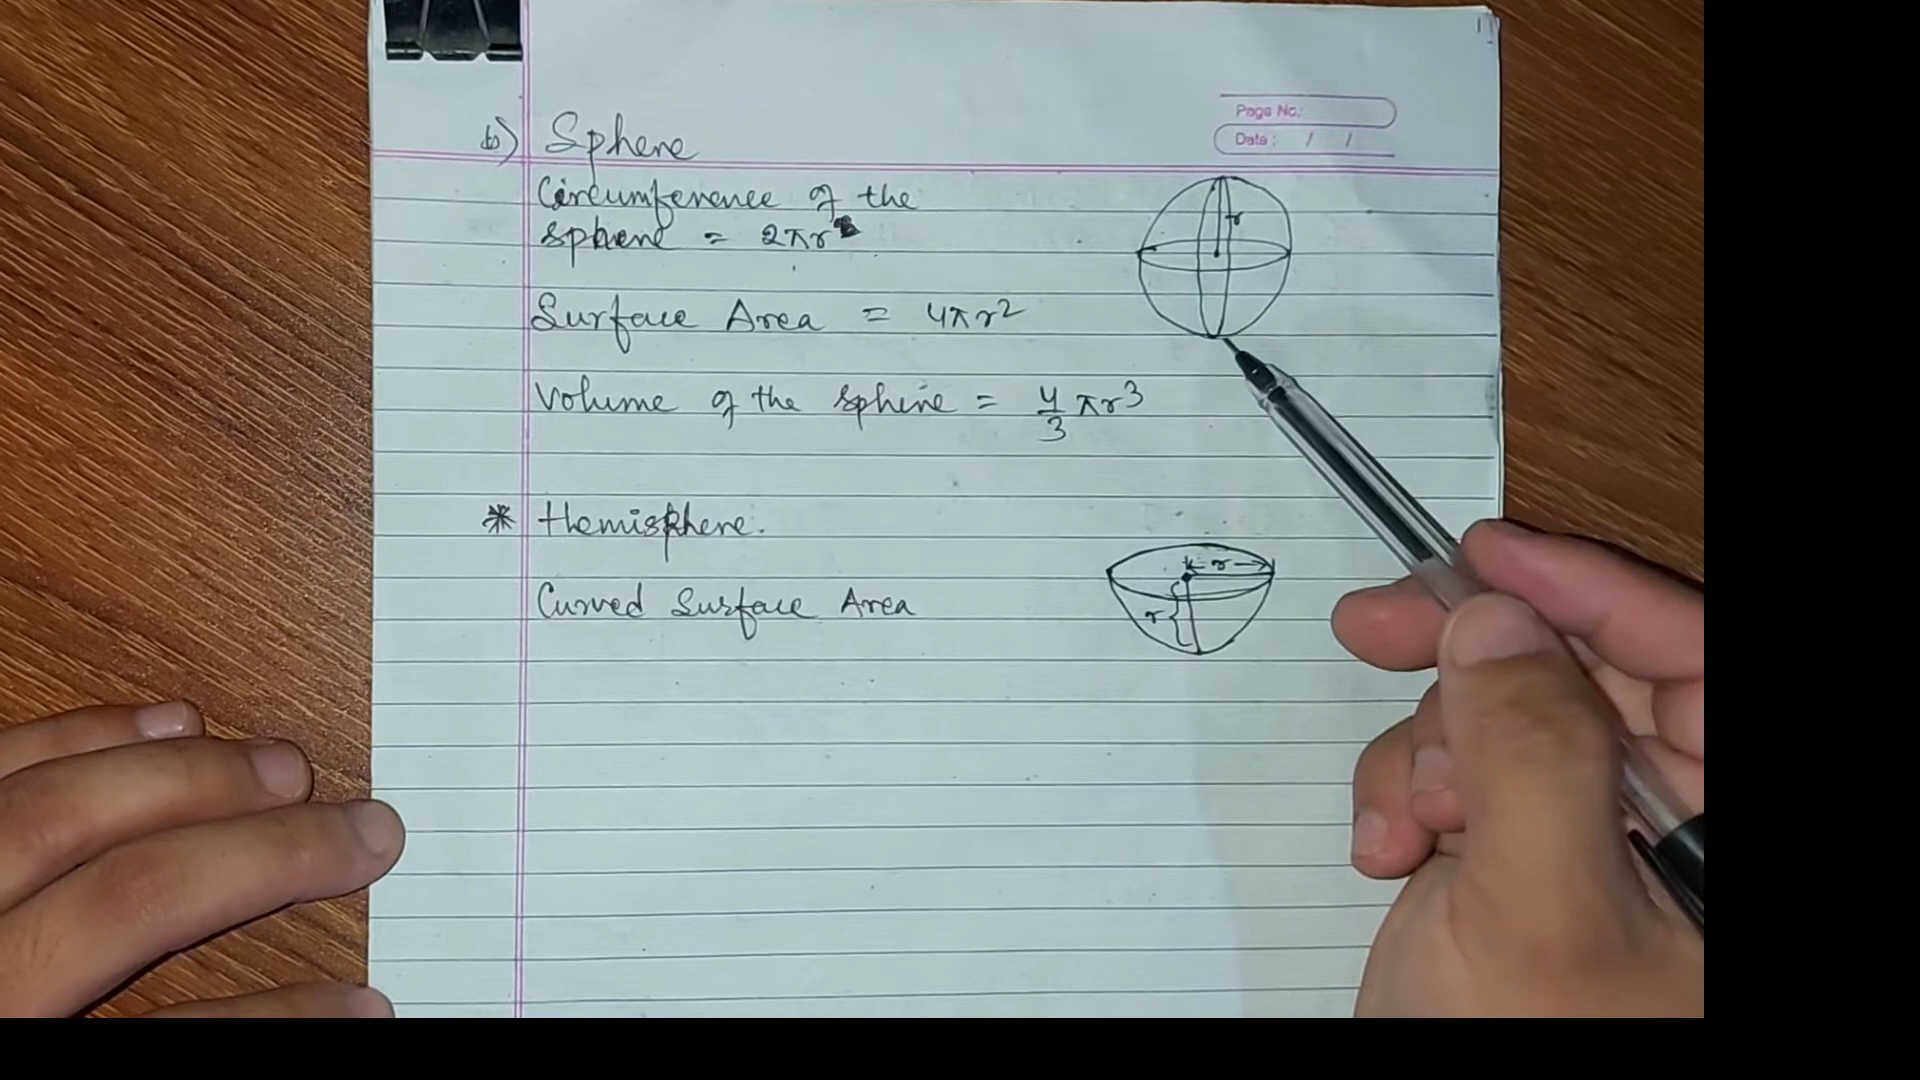 Page No.:
Date: / /
b) Sphere
Circumference of the
sphere = 2πr
Surface Area = 4πr²
Volume of the sphere = 4/3 πr³
* Hemisphere.
Curved Surface Area
r
r
r